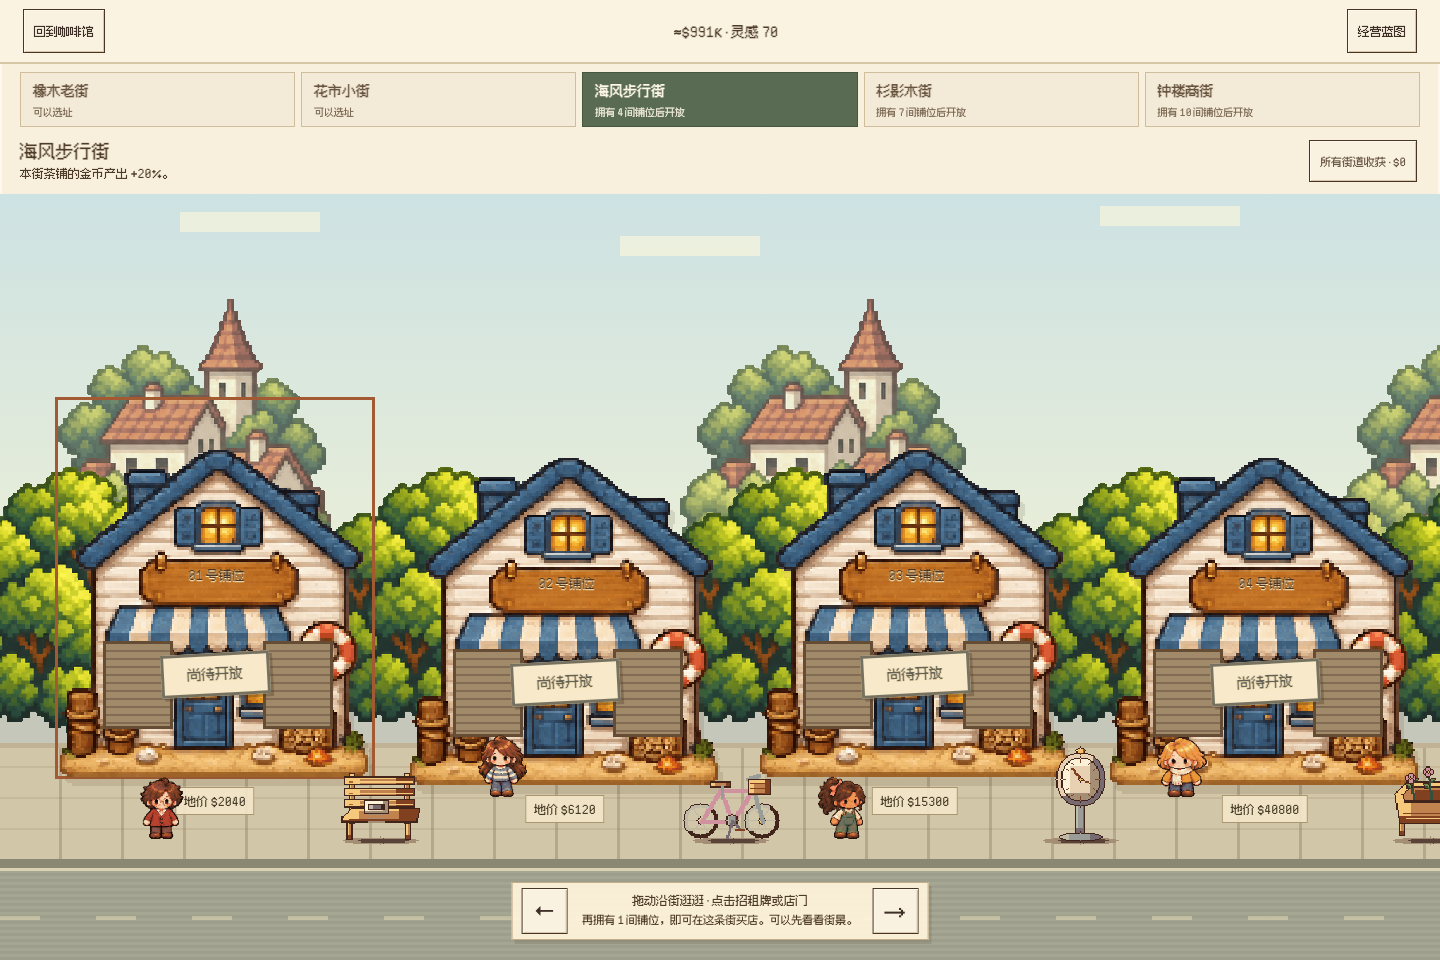 回到咖啡馆
≈$991K·灵感 70
经营蓝图
橡木老街
可以选址
花市小街
可以选址
海风步行街
拥有 4 间铺位后开放
杉影木街
拥有 7 间铺位后开放
钟楼商街
拥有 10 间铺位后开放
海风步行街
本街茶铺的金币产出 +20%。
所有街道收获·$0
01 号铺位
02 号铺位
03 号铺位
04 号铺位
尚待开放
尚待开放
尚待开放
尚待开放
地价 $2040
地价 $6120
地价 $15300
地价 $40800
←
拖动沿街逛逛·点击招租牌或店门
再拥有 1 间铺位，即可在这条街买店。可以先看看街景。
→